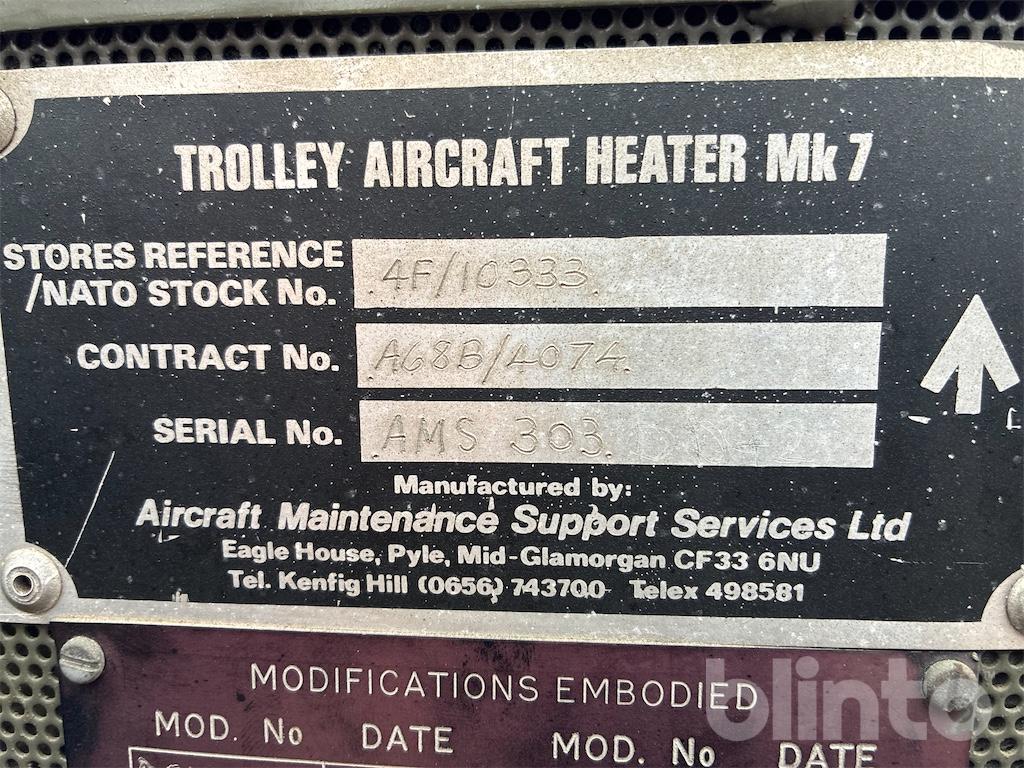 TROLLEY AIRCRAFT HEATER Mk 7
STORES REFERENCE
/NATO STOCK No. 4F/10333
CONTRACT No. A68B/4074
SERIAL No. AMS 303
Manufactured by:
Aircraft Maintenance Support Services Ltd
Eagle House, Pyle, Mid-Glamorgan CF33 6NU
Tel. Kenfig Hill (0656) 743700 Telex 498581
MODIFICATIONS EMBODIED
MOD. No DATE MOD. No DATE
blinto